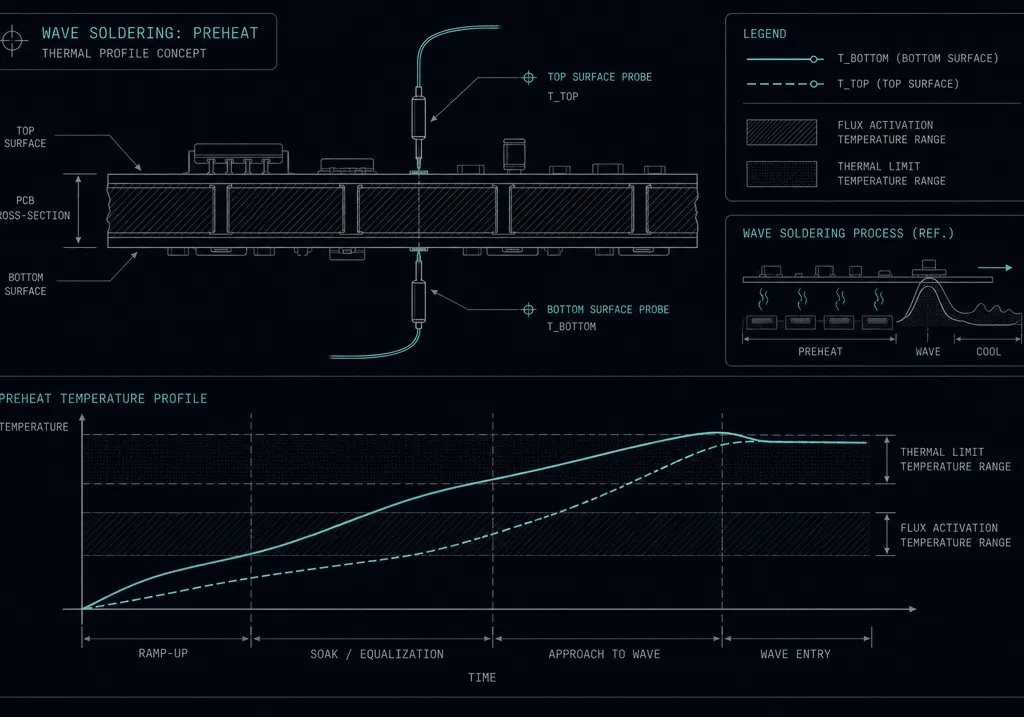 WAVE SOLDERING: PREHEAT
THERMAL PROFILE CONCEPT
TOP SURFACE PROBE
T_TOP
TOP
SURFACE
PCB
ROSS-SECTION
BOTTOM
SURFACE
BOTTOM SURFACE PROBE
T_BOTTOM
LEGEND
T_BOTTOM (BOTTOM SURFACE)
T_TOP (TOP SURFACE)
FLUX ACTIVATION
TEMPERATURE RANGE
THERMAL LIMIT
TEMPERATURE RANGE
WAVE SOLDERING PROCESS (REF.)
PREHEAT
WAVE
COOL
PREHEAT TEMPERATURE PROFILE
TEMPERATURE
THERMAL LIMIT
TEMPERATURE RANGE
FLUX ACTIVATION
TEMPERATURE RANGE
RAMP-UP
SOAK / EQUALIZATION
APPROACH TO WAVE
WAVE ENTRY
TIME